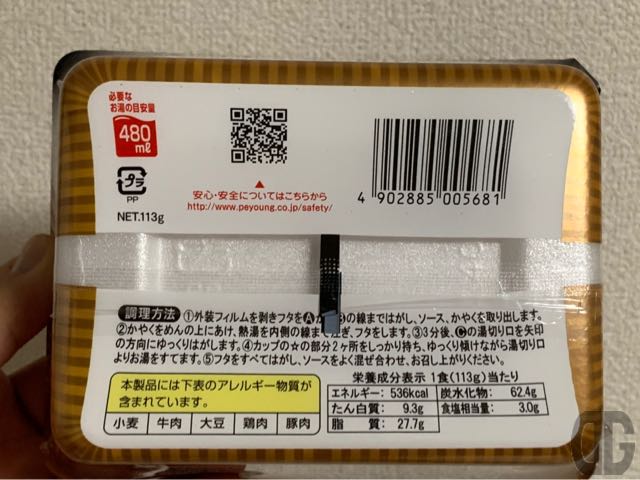 必要な
お湯の目安量
480
ml
プラ
PP
NET.113g
安心・安全についてはこちらから
http://www.peyoung.co.jp/safety/
4 902885 005681
調理方法 ①外装フィルムを剥きフタをAか の線まではがし、ソース、かやくを取り出します。
②かやくをめんの上にあけ、熱湯を内側の線まで注ぎ、フタをします。③3分後、Cの湯切り口を矢印
の方向にゆっくりはがします。④カップの☆の部分2ヶ所をしっかり持ち、ゆっくり傾けながら湯切り口
よりお湯をすてます。⑤フタをすべてはがし、ソースをよく混ぜ合わせ、お召し上がりください。
本製品には下表のアレルギー物質が
含まれています。
小麦 牛肉 大豆 鶏肉 豚肉
栄養成分表示 1食(113g)当たり
エネルギー: 536kcal 炭水化物: 62.4g
たん白質: 9.3g 食塩相当量: 3.0g
脂 質: 27.7g